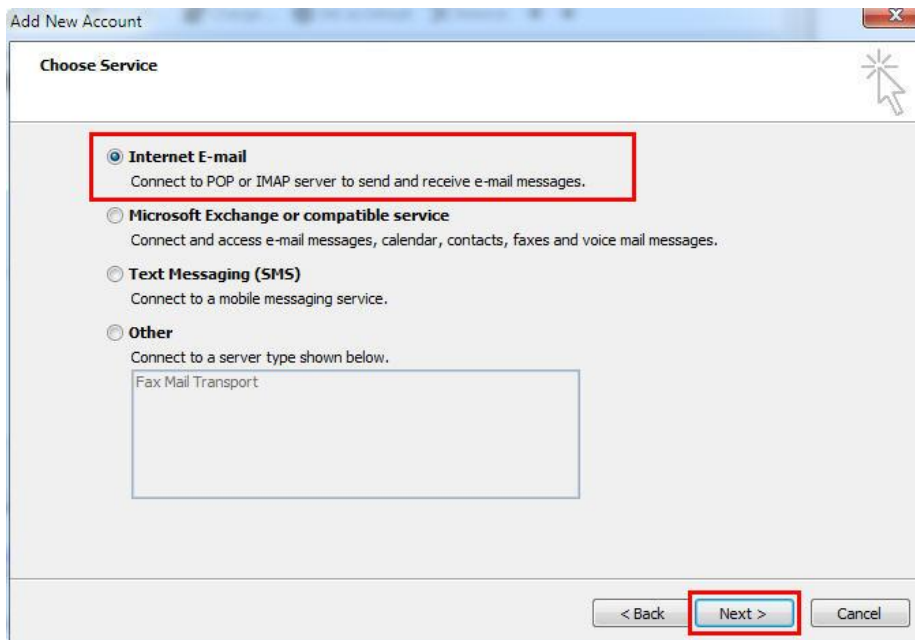 Add New Account
Choose Service
Internet E-mail
Connect to POP or IMAP server to send and receive e-mail messages.
Microsoft Exchange or compatible service
Connect and access e-mail messages, calendar, contacts, faxes and voice mail messages.
Text Messaging (SMS)
Connect to a mobile messaging service.
Other
Connect to a server type shown below.
Fax Mail Transport
< Back Next > Cancel